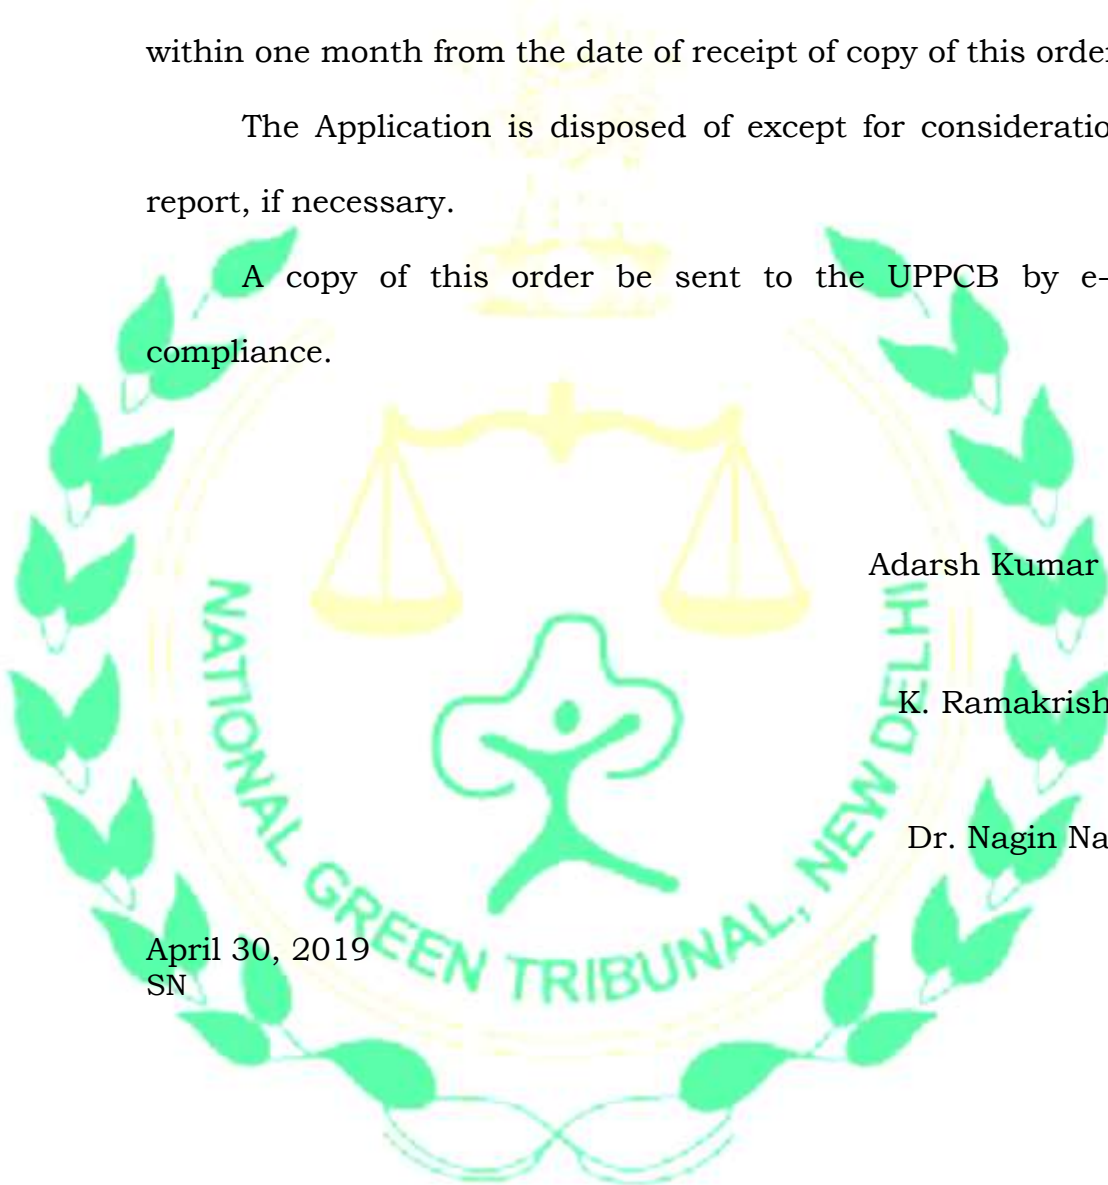 within one month from the date of receipt of copy of this order
The Application is disposed of except for consideratio
report, if necessary.
A copy of this order be sent to the UPPCB by e-
compliance.
Adarsh Kumar
K. Ramakrish
Dr. Nagin Na
April 30, 2019
SN
NATIONAL GREEN TRIBUNAL, NEW DELHI